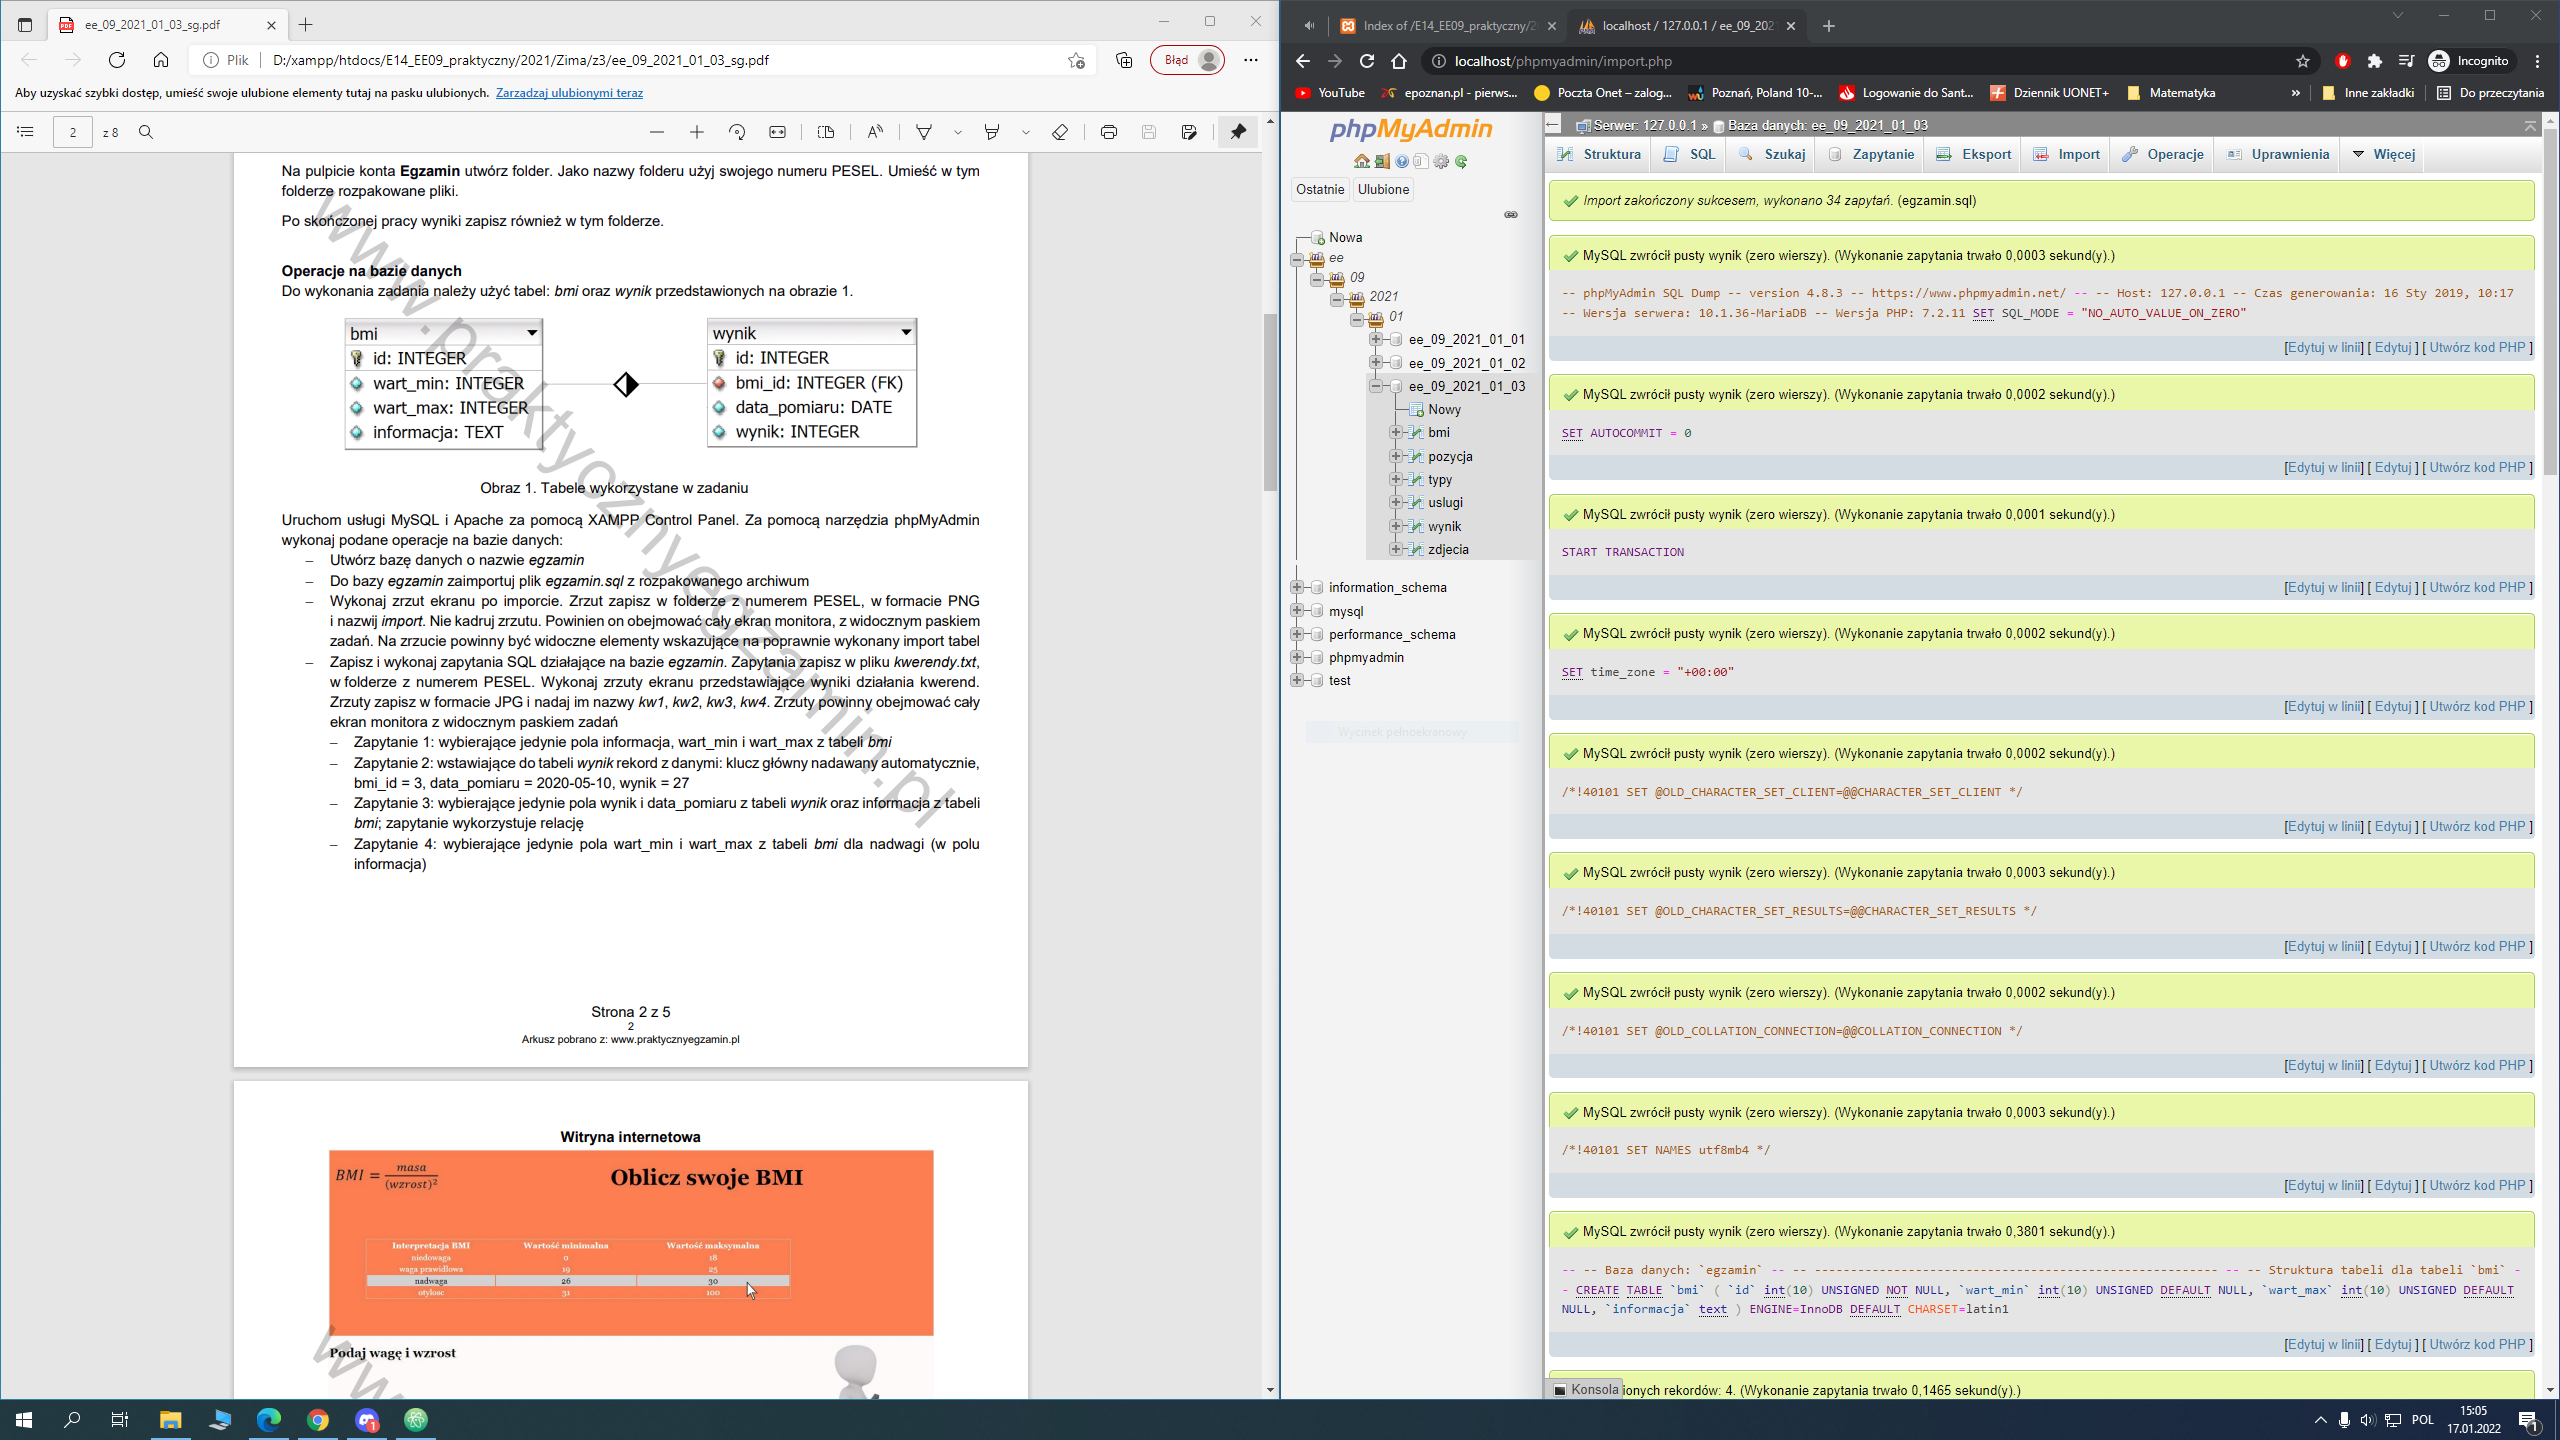 ee_09_2021_01_03_sg.pdf
Plik
D:/xampp/htdocs/E14_EE09_praktyczny/2021/Zima/z3/ee_09_2021_01_03_sg.pdf
Błąd
Aby uzyskać szybki dostęp, umieść swoje ulubione elementy tutaj na pasku ulubionych. Zarządzaj ulubionymi teraz
2 z 8
Na pulpicie konta Egzamin utwórz folder. Jako nazwy folderu użyj swojego numeru PESEL. Umieść w tym
folderze rozpakowane pliki.
Po skończonej pracy wyniki zapisz również w tym folderze.
Operacje na bazie danych
Do wykonania zadania należy użyć tabel: bmi oraz wynik przedstawionych na obrazie 1.
bmi
id: INTEGER
wart_min: INTEGER
wart_max: INTEGER
informacja: TEXT
wynik
id: INTEGER
bmi_id: INTEGER (FK)
data_pomiaru: DATE
wynik: INTEGER
Obraz 1. Tabele wykorzystane w zadaniu
Uruchom usługi MySQL i Apache za pomocą XAMPP Control Panel. Za pomocą narzędzia phpMyAdmin
wykonaj podane operacje na bazie danych:
– Utwórz bazę danych o nazwie egzamin
– Do bazy egzamin zaimportuj plik egzamin.sql z rozpakowanego archiwum
– Wykonaj zrzut ekranu po imporcie. Zrzut zapisz w folderze z numerem PESEL, w formacie PNG
i nazwij import. Nie kadruj zrzutu. Powinien on obejmować cały ekran monitora, z widocznym paskiem
zadań. Na zrzucie powinny być widoczne elementy wskazujące na poprawnie wykonany import tabel
– Zapisz i wykonaj zapytania SQL działające na bazie egzamin. Zapytania zapisz w pliku kwerendy.txt,
w folderze z numerem PESEL. Wykonaj zrzuty ekranu przedstawiające wyniki działania kwerend.
Zrzuty zapisz w formacie JPG i nadaj im nazwy kw1, kw2, kw3, kw4. Zrzuty powinny obejmować cały
ekran monitora z widocznym paskiem zadań
– Zapytanie 1: wybierające jedynie pola informacja, wart_min i wart_max z tabeli bmi
– Zapytanie 2: wstawiające do tabeli wynik rekord z danymi: klucz główny nadawany automatycznie,
bmi_id = 3, data_pomiaru = 2020-05-10, wynik = 27
– Zapytanie 3: wybierające jedynie pola wynik i data_pomiaru z tabeli wynik oraz informacja z tabeli
bmi; zapytanie wykorzystuje relację
– Zapytanie 4: wybierające jedynie pola wart_min i wart_max z tabeli bmi dla nadwagi (w polu
informacja)
www.praktycznyegzamin.pl
Strona 2 z 5
2
Arkusz pobrano z: www.praktycznyegzamin.pl
Witryna internetowa
BMI = masa
(wzrost)²
Oblicz swoje BMI
Interpretacja BMI Wartość minimalna Wartość maksymalna
niedowaga 0 18
waga prawidłowa 19 25
nadwaga 26 30
otyłość 31 100
Podaj wagę i wzrost
www.
Index of /E14_EE09_praktyczny/2
localhost / 127.0.0.1 / ee_09_202
localhost/phpmyadmin/import.php
Incognito
YouTube
epoznan.pl - pierws...
Poczta Onet – zalog...
Poznań, Poland 10-...
Logowanie do Sant...
Dziennik UONET+
Matematyka
»
Inne zakładki
Do przeczytania
phpMyAdmin
Ostatnie Ulubione
Nowa
ee
09
2021
01
ee_09_2021_01_01
ee_09_2021_01_02
ee_09_2021_01_03
Nowy
bmi
pozycja
typy
uslugi
wynik
zdjecia
information_schema
mysql
performance_schema
phpmyadmin
test
Wycinek pełnoekranowy
Serwer: 127.0.0.1 » Baza danych: ee_09_2021_01_03
Struktura SQL Szukaj Zapytanie Eksport Import Operacje Uprawnienia Więcej
Import zakończony sukcesem, wykonano 34 zapytań. (egzamin.sql)
MySQL zwrócił pusty wynik (zero wierszy). (Wykonanie zapytania trwało 0,0003 sekund(y).)
-- phpMyAdmin SQL Dump -- version 4.8.3 -- https://www.phpmyadmin.net/ -- -- Host: 127.0.0.1 -- Czas generowania: 16 Sty 2019, 10:17
-- Wersja serwera: 10.1.36-MariaDB -- Wersja PHP: 7.2.11 SET SQL_MODE = "NO_AUTO_VALUE_ON_ZERO"
[Edytuj w linii] [ Edytuj ] [ Utwórz kod PHP ]
MySQL zwrócił pusty wynik (zero wierszy). (Wykonanie zapytania trwało 0,0002 sekund(y).)
SET AUTOCOMMIT = 0
[Edytuj w linii] [ Edytuj ] [ Utwórz kod PHP ]
MySQL zwrócił pusty wynik (zero wierszy). (Wykonanie zapytania trwało 0,0001 sekund(y).)
START TRANSACTION
[Edytuj w linii] [ Edytuj ] [ Utwórz kod PHP ]
MySQL zwrócił pusty wynik (zero wierszy). (Wykonanie zapytania trwało 0,0002 sekund(y).)
SET time_zone = "+00:00"
[Edytuj w linii] [ Edytuj ] [ Utwórz kod PHP ]
MySQL zwrócił pusty wynik (zero wierszy). (Wykonanie zapytania trwało 0,0002 sekund(y).)
/*!40101 SET @OLD_CHARACTER_SET_CLIENT=@@CHARACTER_SET_CLIENT */
[Edytuj w linii] [ Edytuj ] [ Utwórz kod PHP ]
MySQL zwrócił pusty wynik (zero wierszy). (Wykonanie zapytania trwało 0,0003 sekund(y).)
/*!40101 SET @OLD_CHARACTER_SET_RESULTS=@@CHARACTER_SET_RESULTS */
[Edytuj w linii] [ Edytuj ] [ Utwórz kod PHP ]
MySQL zwrócił pusty wynik (zero wierszy). (Wykonanie zapytania trwało 0,0002 sekund(y).)
/*!40101 SET @OLD_COLLATION_CONNECTION=@@COLLATION_CONNECTION */
[Edytuj w linii] [ Edytuj ] [ Utwórz kod PHP ]
MySQL zwrócił pusty wynik (zero wierszy). (Wykonanie zapytania trwało 0,0003 sekund(y).)
/*!40101 SET NAMES utf8mb4 */
[Edytuj w linii] [ Edytuj ] [ Utwórz kod PHP ]
MySQL zwrócił pusty wynik (zero wierszy). (Wykonanie zapytania trwało 0,3801 sekund(y).)
-- -- Baza danych: `egzamin` -- -- -------------------------------------------------------- -- -- Struktura tabeli dla tabeli `bmi` -
- CREATE TABLE `bmi` ( `id` int(10) UNSIGNED NOT NULL, `wart_min` int(10) UNSIGNED DEFAULT NULL, `wart_max` int(10) UNSIGNED DEFAULT
NULL, `informacja` text ) ENGINE=InnoDB DEFAULT CHARSET=latin1
[Edytuj w linii] [ Edytuj ] [ Utwórz kod PHP ]
Konsola
ionych rekordów: 4. (Wykonanie zapytania trwało 0,1465 sekund(y).)
1
POL
15:05
17.01.2022
1